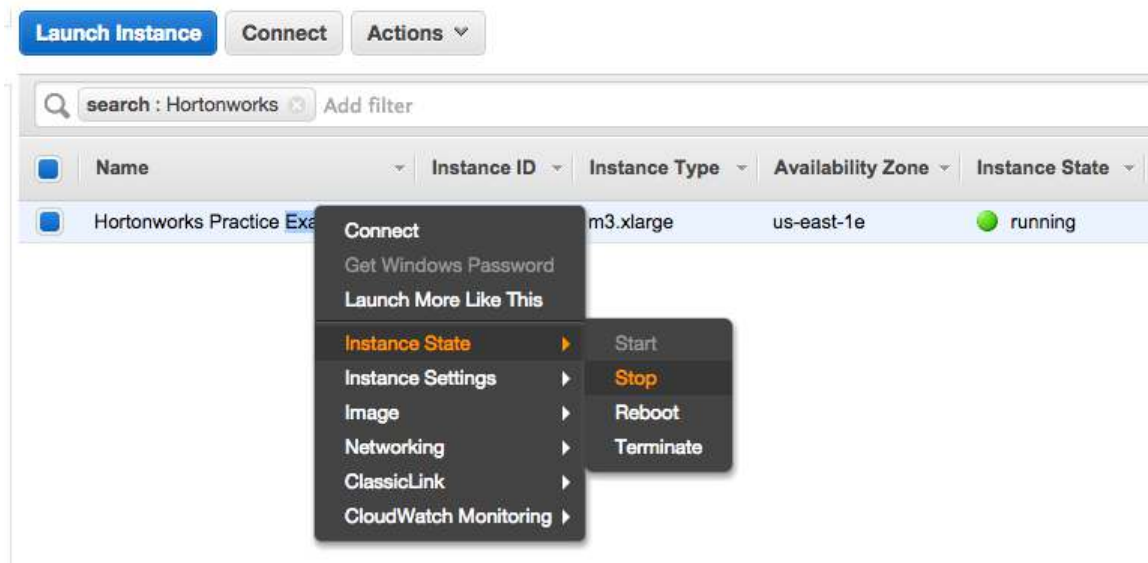 Launch Instance Connect Actions
search : Hortonworks Add filter
Name Instance ID Instance Type Availability Zone Instance State
Hortonworks Practice m3.xlarge us-east-1e running
Connect
Get Windows Password
Launch More Like This
Instance State Start
Instance Settings Stop
Image Reboot
Networking Terminate
ClassicLink
CloudWatch Monitoring